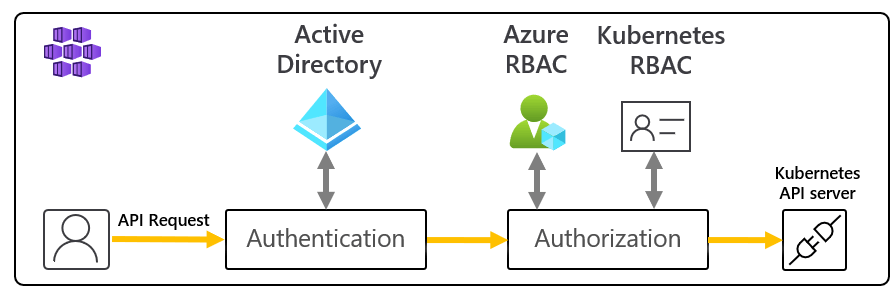 Active
Directory
Azure
RBAC
Kubernetes
RBAC
API Request
Authentication
Authorization
Kubernetes
API server